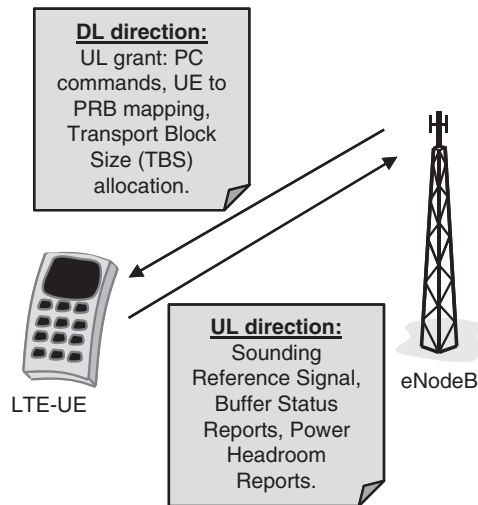 DL direction:
UL grant: PC
commands, UE to
PRB mapping,
Transport Block
Size (TBS)
allocation.
LTE-UE
UL direction:
Sounding
Reference Signal,
Buffer Status
Reports, Power
Headroom
Reports.
eNodeB